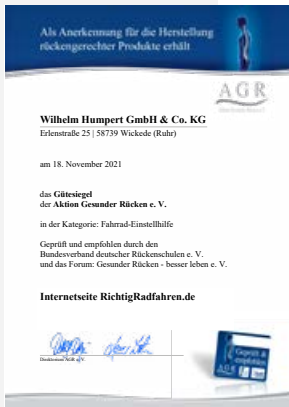 Als Anerkennung für die Herstellung
rückengerechter Produkte erhält
AGR
Wilhelm Humpert GmbH & Co. KG
Erlenstraße 25 | 58739 Wickede (Ruhr)
am 18. November 2021
das Gütesiegel
der Aktion Gesunder Rücken e. V.
in der Kategorie: Fahrrad-Einstellhilfe
Geprüft und empfohlen durch den
Bundesverband deutscher Rückenschulen e. V.
und das Forum: Gesunder Rücken - besser leben e. V.
Internetseite RichtigRadfahren.de
Direktorium AGR e.V.
Geprüft &
empfohlen
AGR